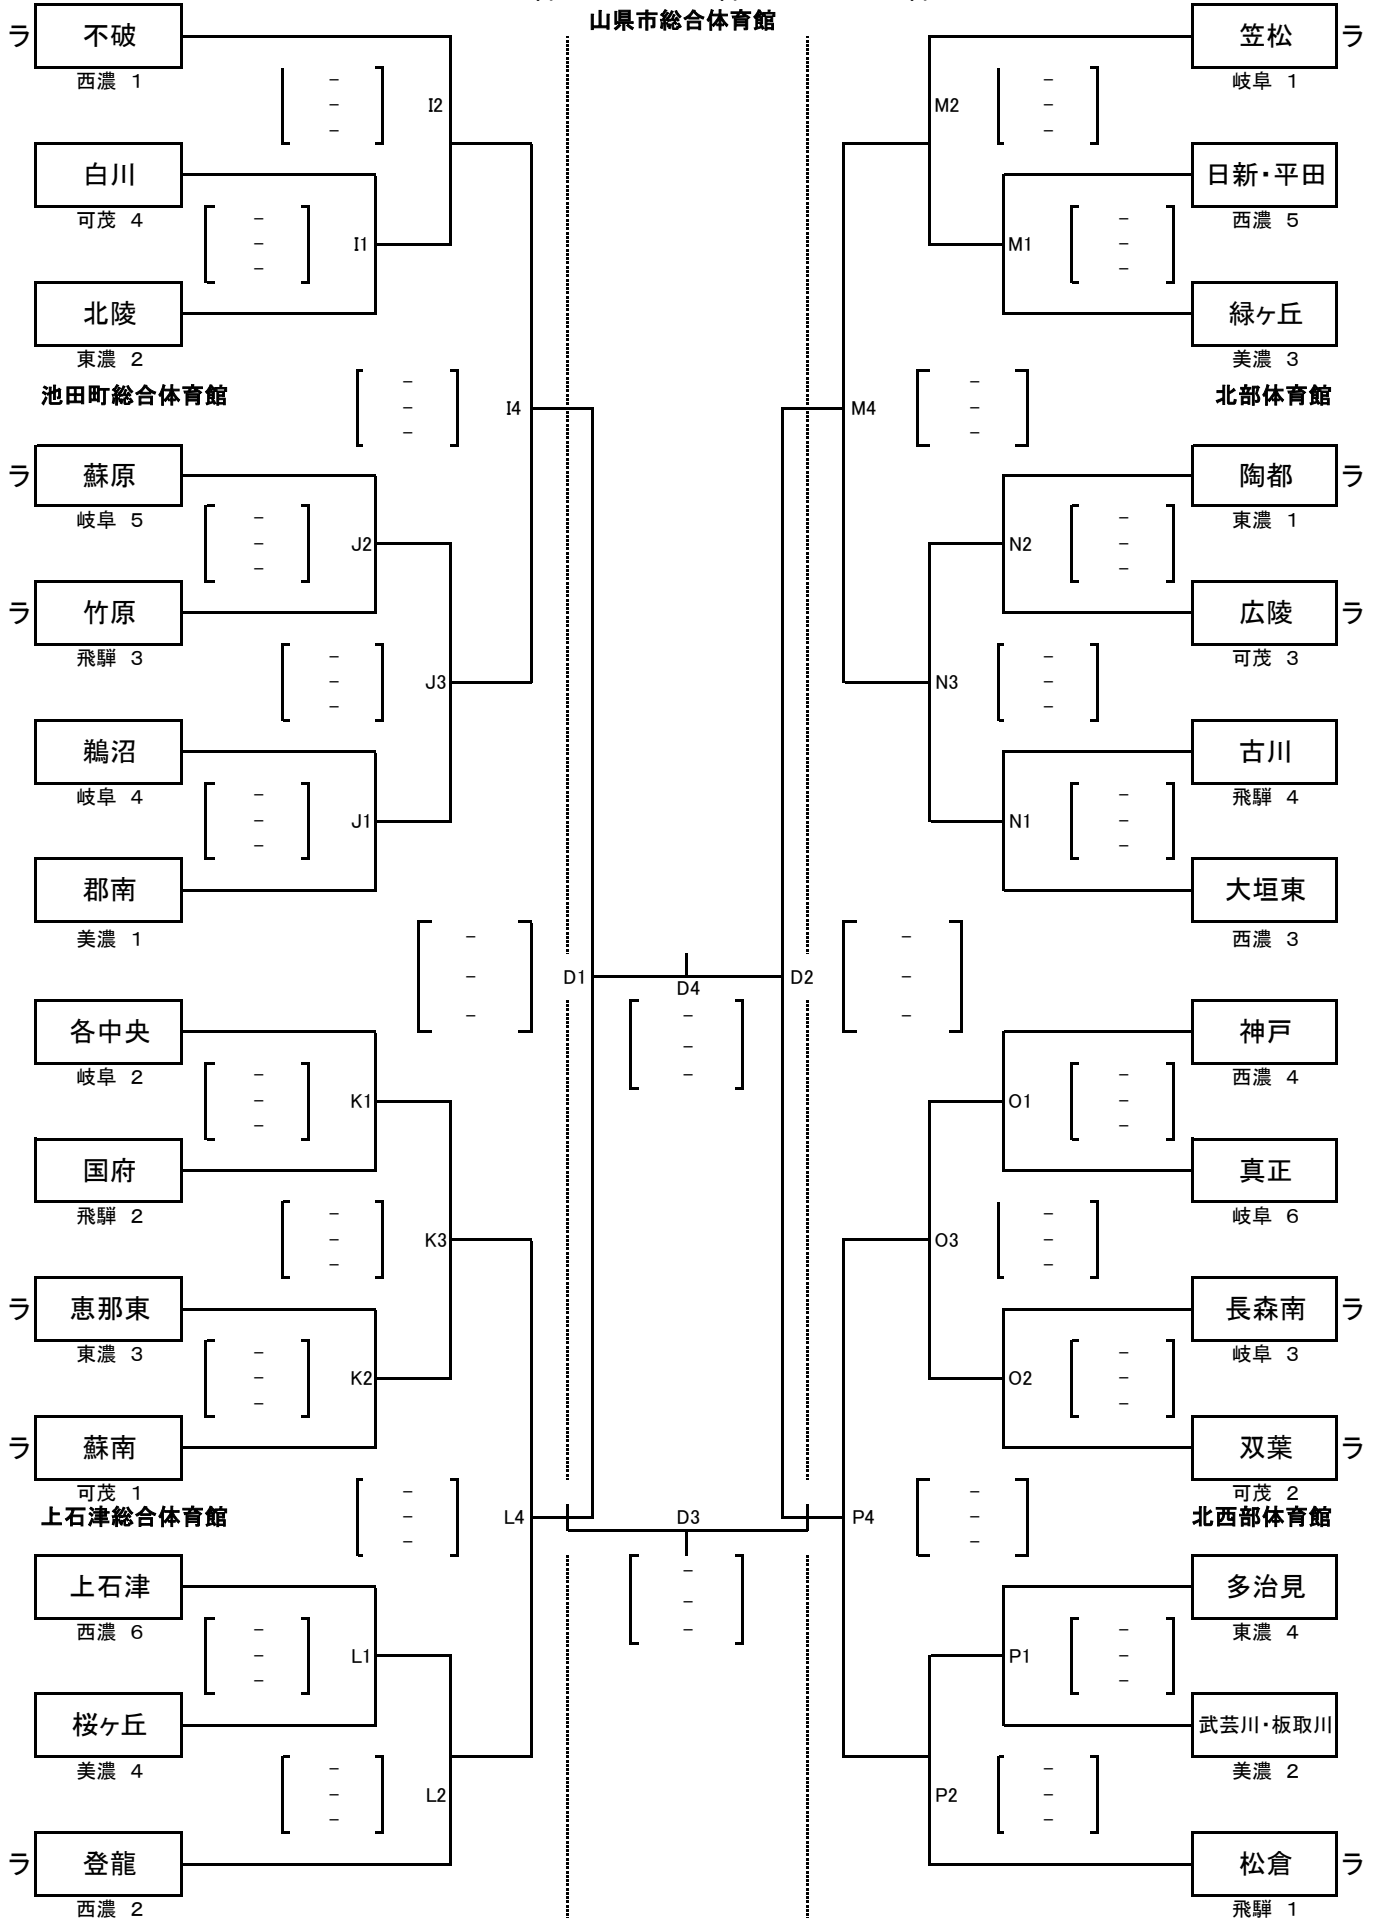 山県市総合体育館
ラ 不破
西濃 1
- - -
I2
白川
可茂 4
- - -
I1
北陵
東濃 2
池田町総合体育館
- - -
I4
ラ 蘇原
岐阜 5
- - -
J2
ラ 竹原
飛騨 3
- - -
J3
鵜沼
岐阜 4
- - -
J1
郡南
美濃 1
- - -
D1
各中央
岐阜 2
- - -
K1
国府
飛騨 2
- - -
K3
ラ 恵那東
東濃 3
- - -
K2
ラ 蘇南
可茂 1
上石津総合体育館
- - -
L4
上石津
西濃 6
- - -
L1
桜ヶ丘
美濃 4
- - -
L2
ラ 登龍
西濃 2
D4
- - -
D3
- - -
笠松 ラ
岐阜 1
M2
- - -
日新・平田
西濃 5
M1
- - -
緑ヶ丘
美濃 3
北部体育館
M4
- - -
陶都 ラ
東濃 1
N2
- - -
広陵 ラ
可茂 3
N3
- - -
古川
飛騨 4
N1
- - -
大垣東
西濃 3
D2
- - -
神戸
西濃 4
O1
- - -
真正
岐阜 6
O3
- - -
長森南 ラ
岐阜 3
O2
- - -
双葉 ラ
可茂 2
北西部体育館
P4
- - -
多治見
東濃 4
P1
- - -
武芸川・板取川
美濃 2
P2
- - -
松倉 ラ
飛騨 1